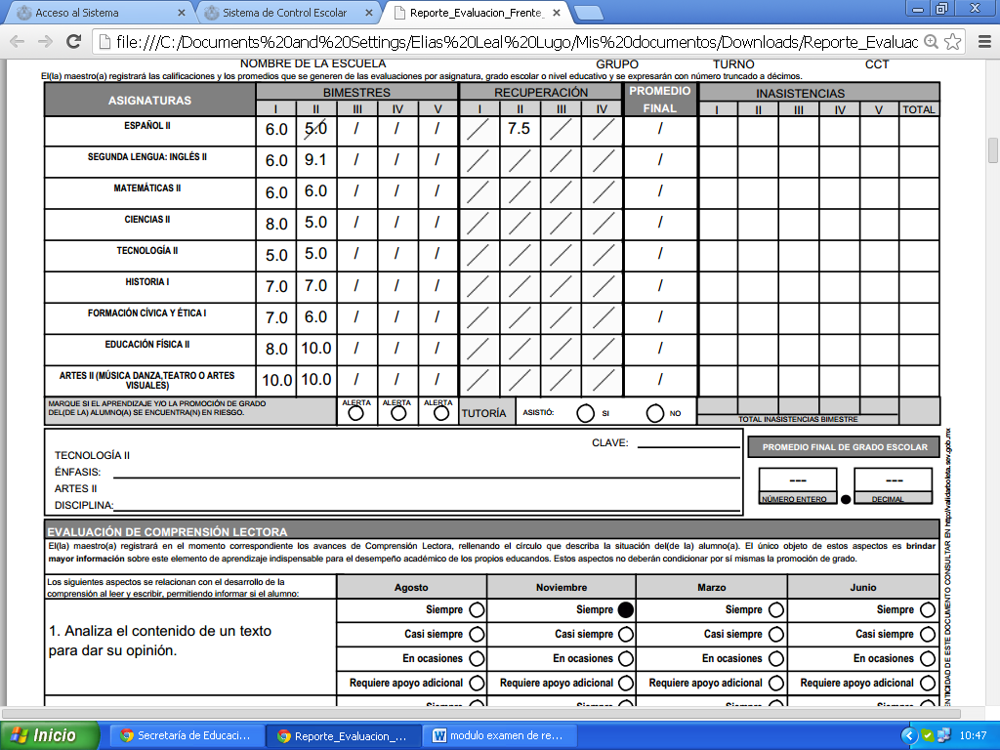 Acceso al Sistema
Sistema de Control Escolar
Reporte_Evaluacion_Frente_
file:///C:/Documents%20and%20Settings/Elias%20Leal%20Lugo/Mis%20documentos/Downloads/Reporte_Evaluac
NOMBRE DE LA ESCUELA GRUPO TURNO CCT
El(la) maestro(a) registrará las calificaciones y los promedios que se generen de las evaluaciones por asignatura, grado escolar o nivel educativo y se expresarán con número truncado a décimos.
ASIGNATURAS BIMESTRES RECUPERACIÓN PROMEDIO FINAL INASISTENCIAS
I II III IV V I II III IV I II III IV V TOTAL
ESPAÑOL II 6.0 5.0 / / / / 7.5 / / /
SEGUNDA LENGUA: INGLÉS II 6.0 9.1 / / / / / / / /
MATEMÁTICAS II 6.0 6.0 / / / / / / / /
CIENCIAS II 8.0 5.0 / / / / / / / /
TECNOLOGÍA II 5.0 5.0 / / / / / / / /
HISTORIA I 7.0 7.0 / / / / / / / /
FORMACIÓN CÍVICA Y ÉTICA I 7.0 6.0 / / / / / / / /
EDUCACIÓN FÍSICA II 8.0 10.0 / / / / / / / /
ARTES II (MÚSICA DANZA,TEATRO O ARTES
VISUALES) 10.0 10.0 / / / / / / / /
MARQUE SI EL APRENDIZAJE Y/O LA PROMOCIÓN DE GRADO
DEL(DE LA) ALUMNO(A) SE ENCUENTRA(N) EN RIESGO.
ALERTA ALERTA ALERTA
TUTORÍA ASISTIÓ: SI NO
TOTAL INASISTENCIAS BIMESTRE
CLAVE:
TECNOLOGÍA II
ÉNFASIS:
ARTES II
DISCIPLINA:
PROMEDIO FINAL DE GRADO ESCOLAR
--- ---
NÚMERO ENTERO DECIMAL
EVALUACIÓN DE COMPRENSIÓN LECTORA
El(la) maestro(a) registrará en el momento correspondiente los avances de Comprensión Lectora, rellenando el círculo que describa la situación del(de la) alumno(a). El único objeto de estos aspectos es brindar
mayor información sobre este elemento de aprendizaje indispensable para el desempeño académico de los propios educandos. Estos aspectos no deberán condicionar por sí mismas la promoción de grado.
Los siguientes aspectos se relacionan con el desarrollo de la
comprensión al leer y escribir, permitiendo informar si el alumno:
Agosto Noviembre Marzo Junio
1. Analiza el contenido de un texto
para dar su opinión.
Siempre Siempre Siempre Siempre
Casi siempre Casi siempre Casi siempre Casi siempre
En ocasiones En ocasiones En ocasiones En ocasiones
Requiere apoyo adicional Requiere apoyo adicional Requiere apoyo adicional Requiere apoyo adicional
Siempre Siempre Siempre Siempre
DE ESTE DOCUMENTO CONSULTAR EN
Inicio
Secretaría de Educaci...
Reporte_Evaluacion_...
modulo examen de re...
10:47